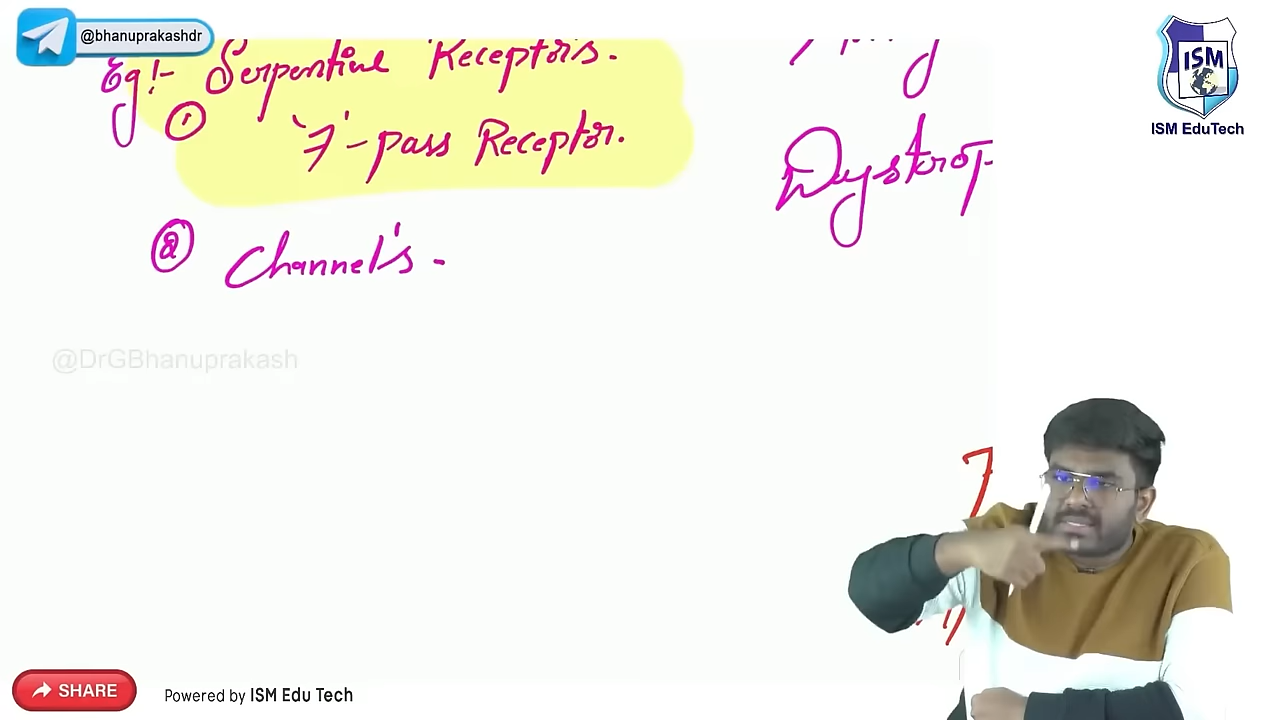 @bhanuprakashdr
Eg:- Serpentine Receptors.
① '7'-pass Receptor.
② Channel's.
Dystrop-
ISM
ISM EduTech
@DrGBhanuprakash
7
SHARE
Powered by ISM Edu Tech